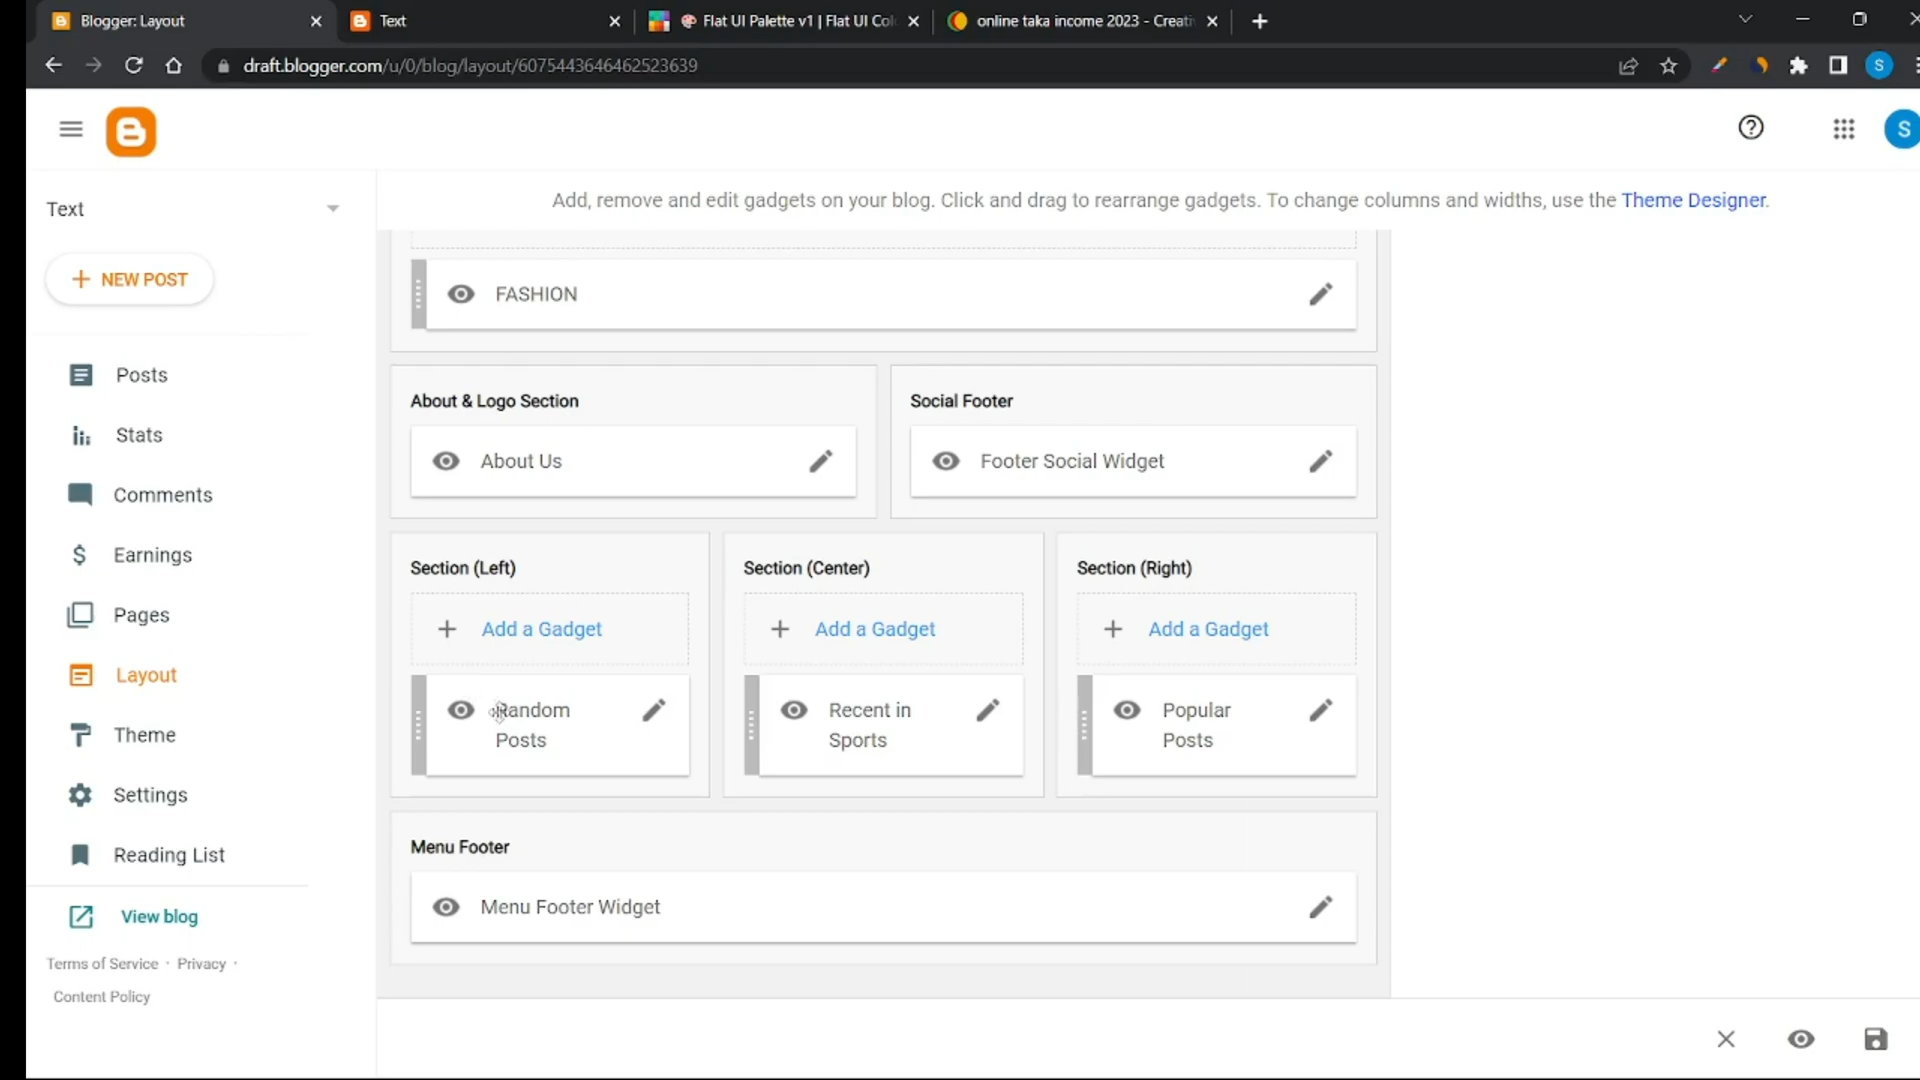 Blogger: Layout
Text
Flat UI Palette v1 | Flat UI Col
online taka income 2023 - Creati
draft.blogger.com/u/0/blog/layout/6075443646462523639
S
S
Add, remove and edit gadgets on your blog. Click and drag to rearrange gadgets. To change columns and widths, use the Theme Designer.
Text
NEW POST
Posts
Stats
Comments
Earnings
Pages
Layout
Theme
Settings
Reading List
View blog
Terms of Service · Privacy ·
Content Policy
FASHION
About & Logo Section
About Us
Social Footer
Footer Social Widget
Section (Left)
Add a Gadget
Random
Posts
Section (Center)
Add a Gadget
Recent in
Sports
Section (Right)
Add a Gadget
Popular
Posts
Menu Footer
Menu Footer Widget